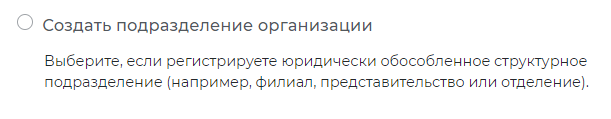 Создать подразделение организации
Выберите, если регистрируете юридически обособленное структурное
подразделение (например, филиал, представительство или отделение).